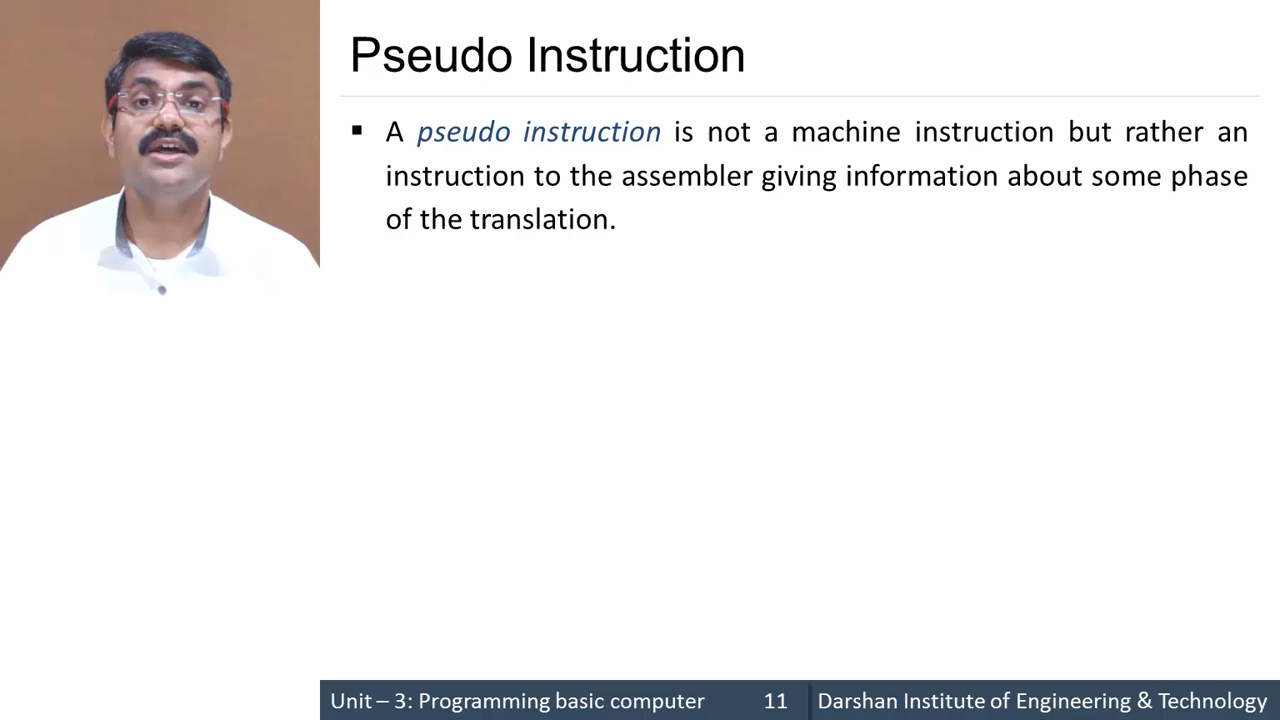 Pseudo Instruction
▪ A pseudo instruction is not a machine instruction but rather an
instruction to the assembler giving information about some phase
of the translation.
Unit – 3: Programming basic computer 11 Darshan Institute of Engineering & Technology